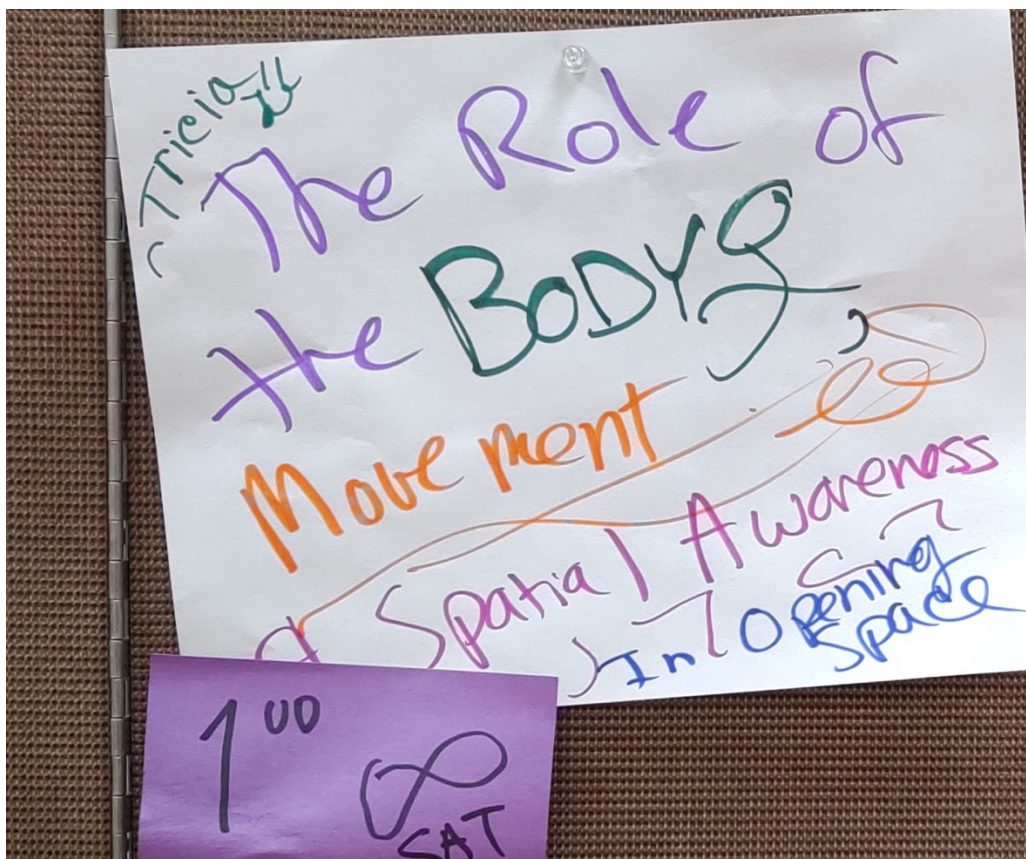 ~Tricia
The Role of
the BODY,
Movement
& Spatial Awareness
In Opening
Space
1 00
∞
SAT